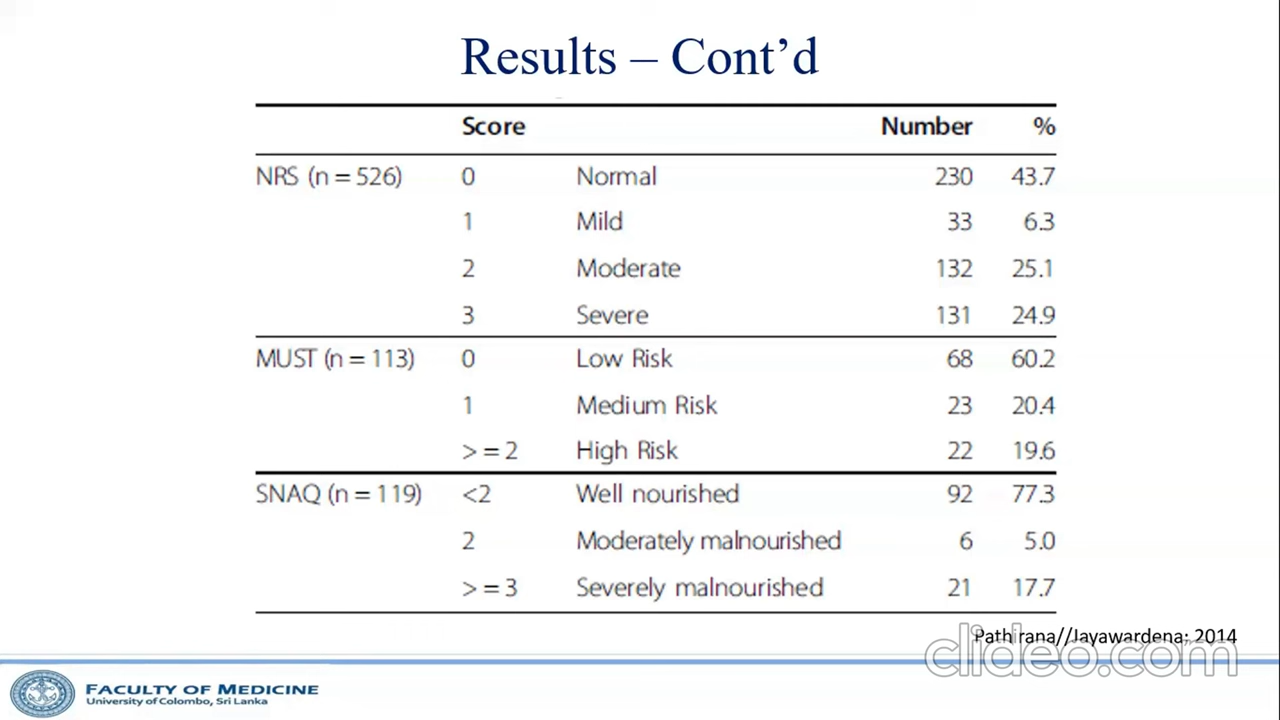 Results – Cont’d
Score Number %
NRS (n = 526) 0 Normal 230 43.7
1 Mild 33 6.3
2 Moderate 132 25.1
3 Severe 131 24.9
MUST (n = 113) 0 Low Risk 68 60.2
1 Medium Risk 23 20.4
> = 2 High Risk 22 19.6
SNAQ (n = 119) <2 Well nourished 92 77.3
2 Moderately malnourished 6 5.0
> = 3 Severely malnourished 21 17.7
Pathirana//Jayawardena; 2014
clideo.com
FACULTY OF MEDICINE
University of Colombo, Sri Lanka